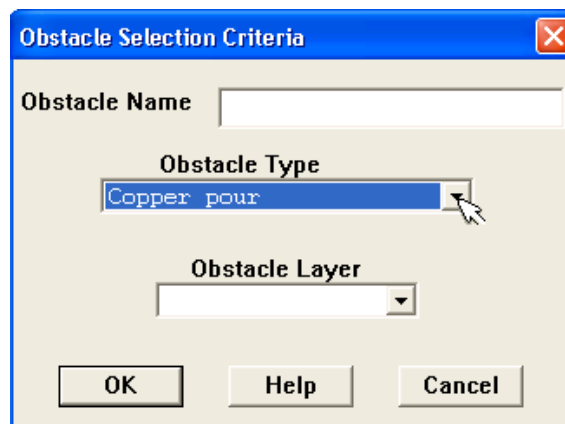 Obstacle Selection Criteria
Obstacle Name
Obstacle Type
Copper pour
Obstacle Layer
OK Help Cancel